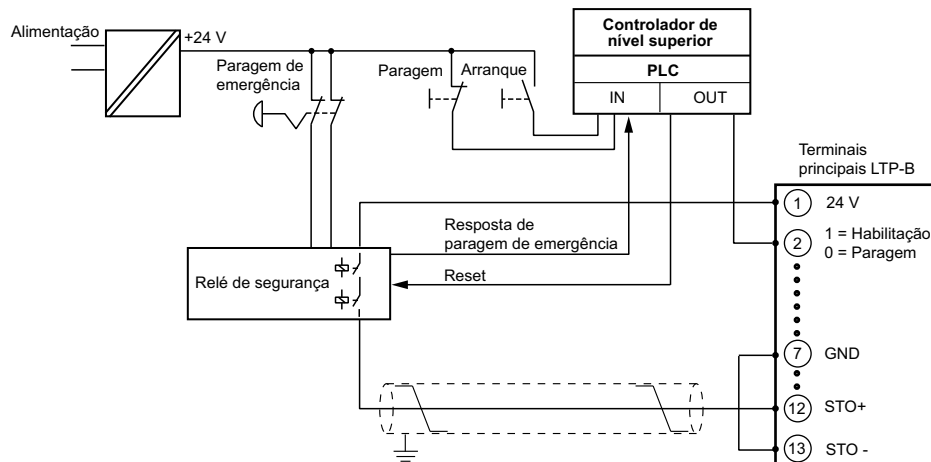 Alimentação
+24 V
Paragem de
emergência
Paragem
Arranque
Controlador de
nível superior
PLC
IN
OUT
Terminais
principais LTP-B
1
24 V
2
1 = Habilitação
0 = Paragem
Resposta de
paragem de emergência
Relé de segurança
Reset
7
GND
12
STO+
13
STO -